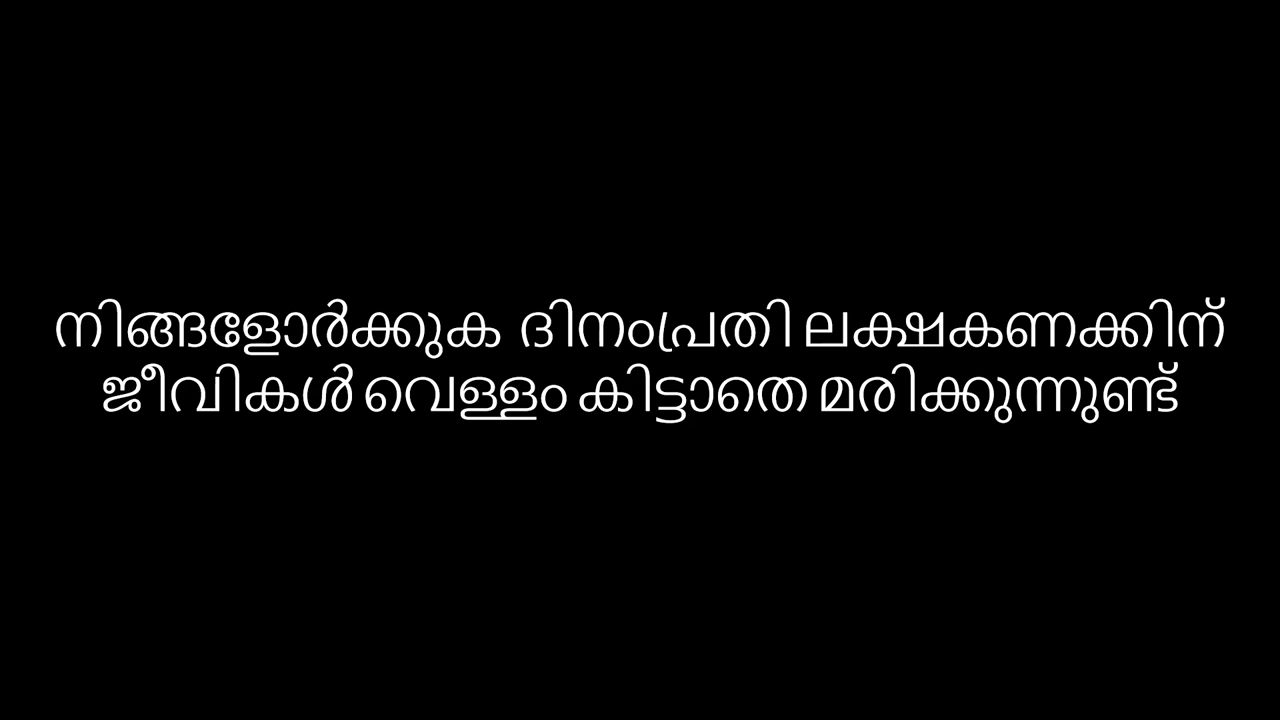 നിങ്ങളോർക്കുക ദിനംപ്രതി ലക്ഷകണക്കിന്
ജീവികൾ വെള്ളം കിട്ടാതെ മരിക്കുന്നുണ്ട്